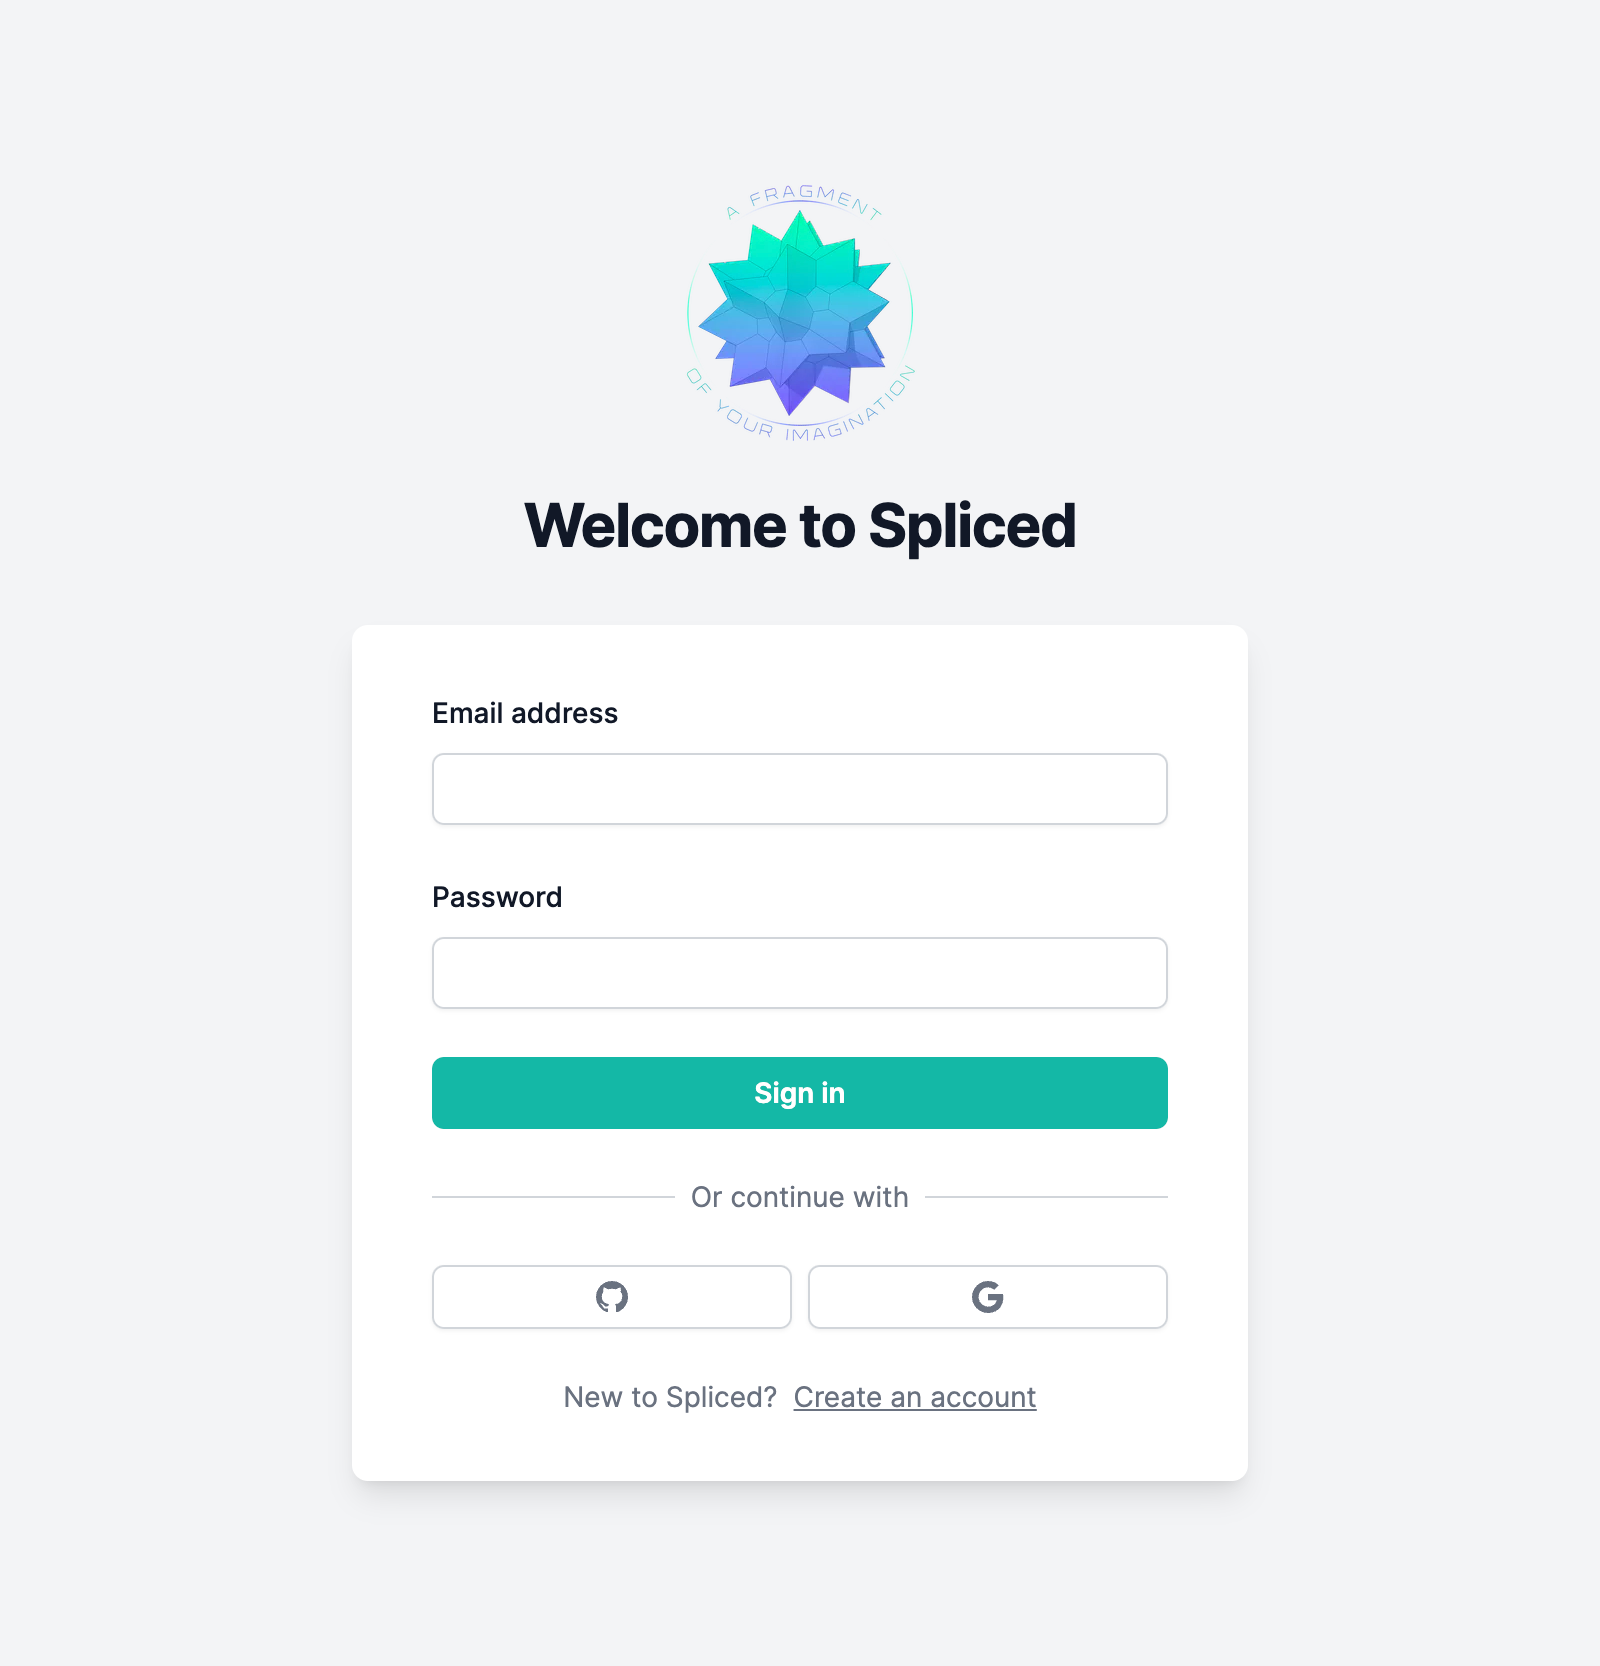 A FRAGMENT
OF YOUR IMAGINATION
Welcome to Spliced
Email address
Password
Sign in
Or continue with
New to Spliced? Create an account